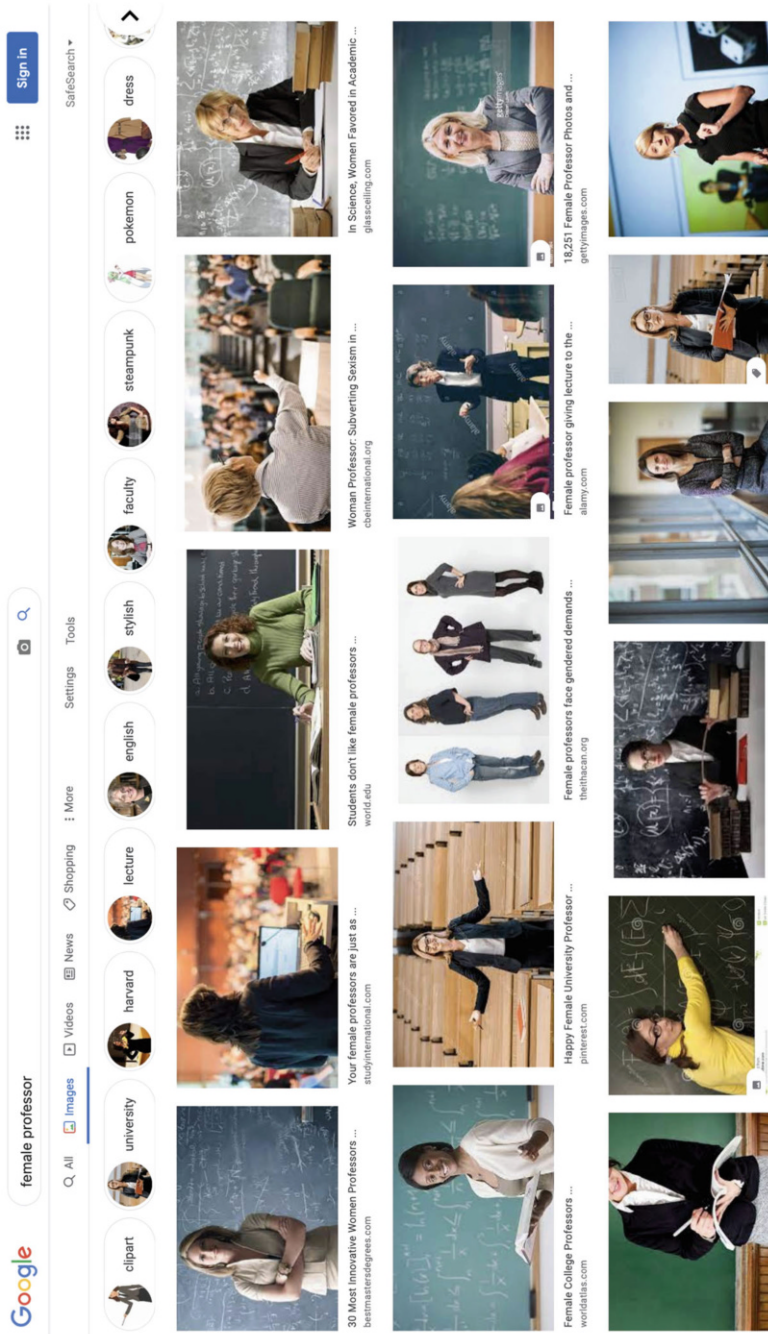 Google
female professor
Sign in
All
Images
Videos
News
Shopping
More
Settings
Tools
SafeSearch
clipart
university
harvard
lecture
english
stylish
faculty
steampunk
pokemon
dress
30 Most Innovative Women Professors ...
bestmastersdegrees.com
Your female professors are just as ...
studyinternational.com
Students don't like female professors ...
world.edu
Woman Professor: Subverting Sexism in ...
cbeinternational.org
In Science, Women Favored in Academic ...
glassceiling.com
Female College Professors ...
worldatlas.com
Happy Female University Professor ...
pinterest.com
Female professors face gendered demands ...
theithacan.org
Female professor giving lecture to the ...
alamy.com
gettyimages
18,251 Female Professor Photos and ...
gettyimages.com